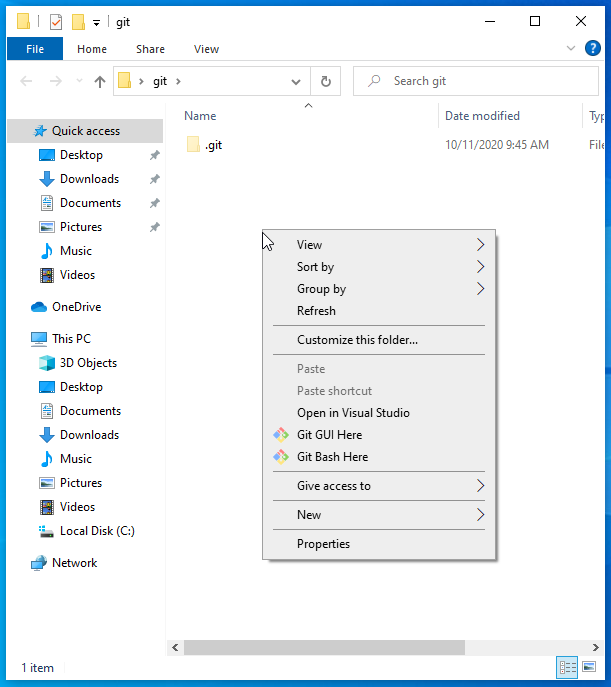 git
File Home Share View
git
Search git
Name Date modified
.git 10/11/2020 9:45 AM File
Quick access
Desktop
Downloads
Documents
Pictures
Music
Videos
OneDrive
This PC
3D Objects
Desktop
Documents
Downloads
Music
Pictures
Videos
Local Disk (C:)
Network
View
Sort by
Group by
Refresh
Customize this folder...
Paste
Paste shortcut
Open in Visual Studio
Git GUI Here
Git Bash Here
Give access to
New
Properties
1 item